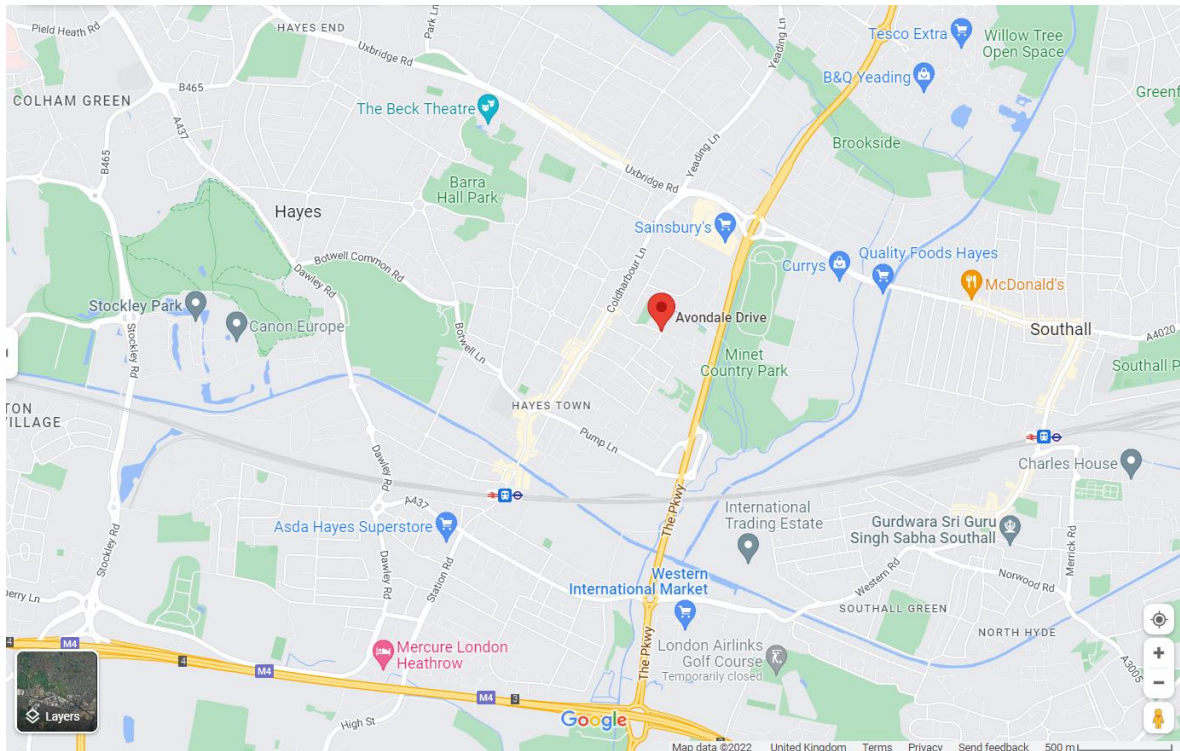 Pield Heath Rd
HAYES END
Park Ln
Uxbridge Rd
Yeading Ln
Tesco Extra
Willow Tree
Open Space
B&Q Yeading
B465
COLHAM GREEN
A437
The Beck Theatre
Greenf
Brookside
B465
Yeading Ln
Uxbridge Rd
Barra
Hall Park
Hayes
Sainsbury's
Quality Foods Hayes
Currys
Botwell Common Rd
Dawley Rd
Coldharbour Ln
McDonald's
Stockley Park
Canon Europe
Avondale Drive
Southall
A4020
Stockley Rd
Botwell Ln
Minet
Country Park
Southall P
TON
VILLAGE
HAYES TOWN
Pump Ln
Dawley Rd
Charles House
A437
The Pkwy
International
Trading Estate
Asda Hayes Superstore
Gurdwara Sri Guru
Singh Sabha Southall
Merrick Rd
Stockley Rd
Dawley Rd
Station Rd
Western
International Market
Western Rd
Norwood Rd
erry Ln
SOUTHALL GREEN
NORTH HYDE
4
M4
4
Mercure London
Heathrow
The Pkwy
London Airlinks
Golf Course
Temporarily closed
A3005
M4
M4
3
3
2
Layers
High St
Google
Map data ©2022
United Kingdom
Terms
Privacy
Send feedback
500 m